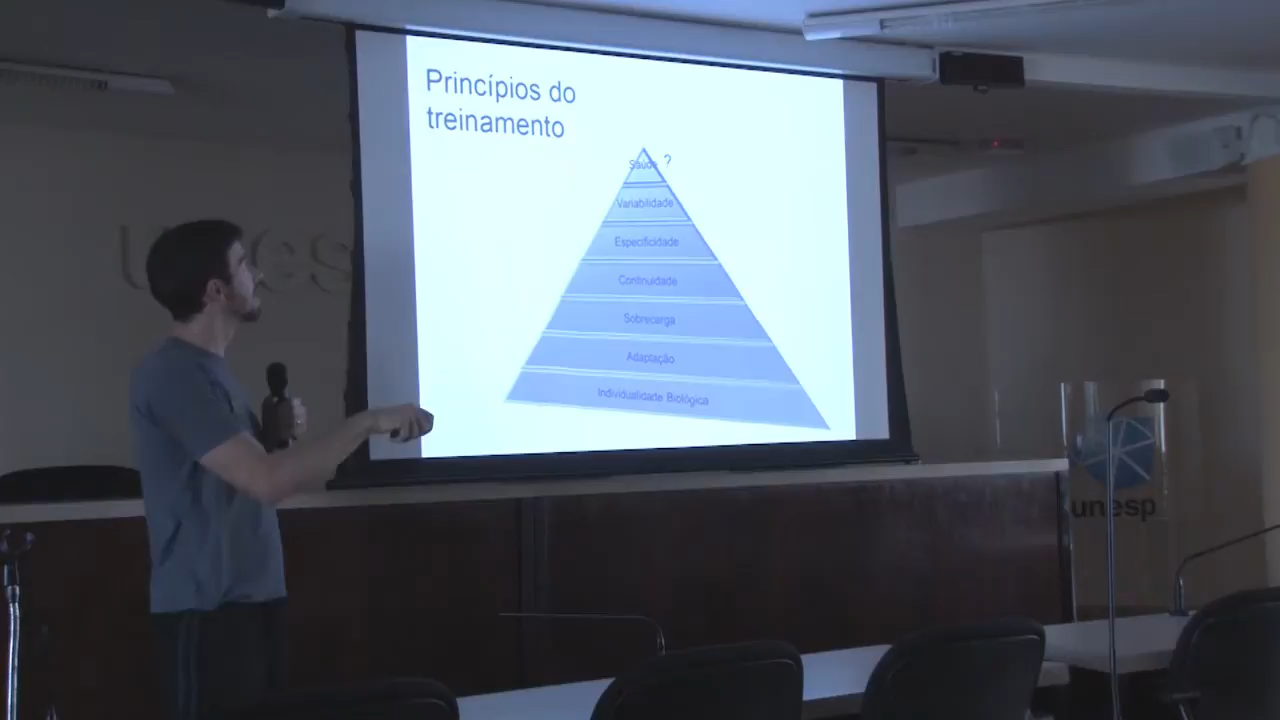 Princípios do
treinamento
Saúde ?
Variabilidade
Especificidade
Continuidade
Sobrecarga
Adaptação
Individualidade Biológica
unesp